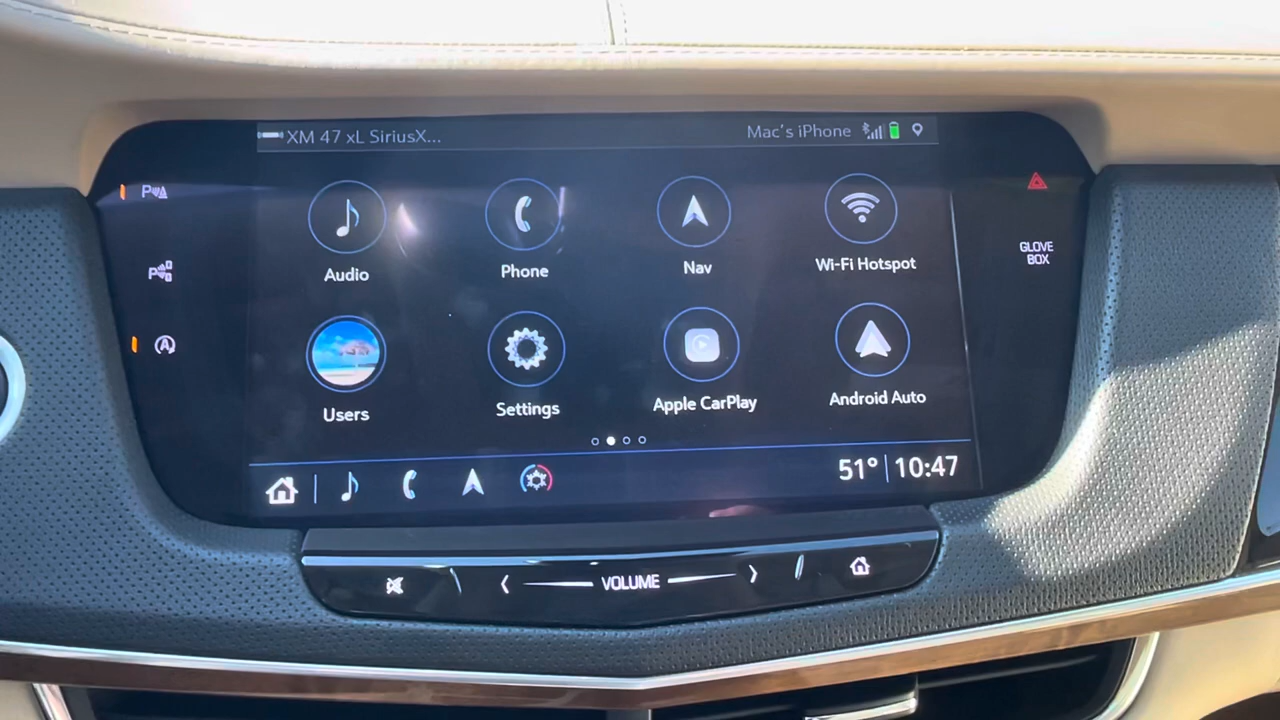 XM 47 xL SiriusX...
Mac's iPhone
Audio
Phone
Nav
Wi-Fi Hotspot
Users
Settings
Apple CarPlay
Android Auto
51° 10:47
P
P
A
GLOVE
BOX
VOLUME